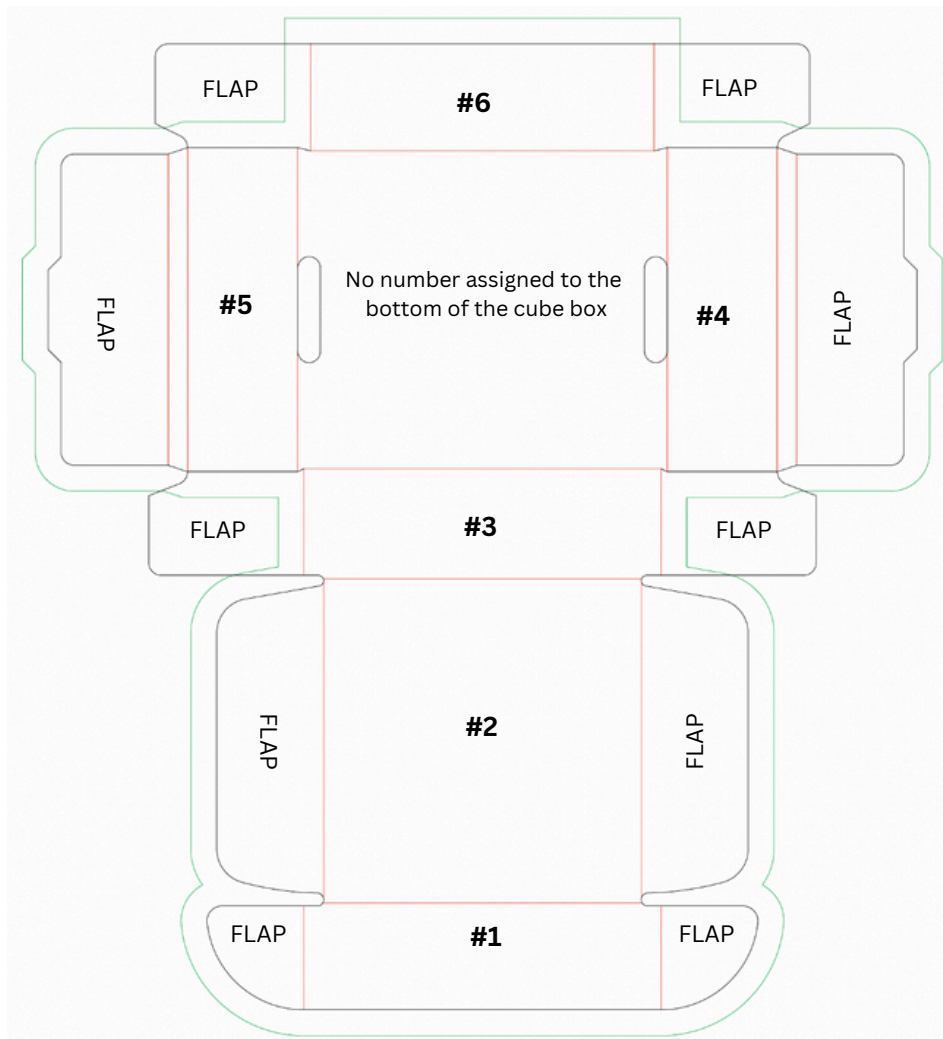 FLAP
#6
FLAP
FLAP
#5
No number assigned to the
bottom of the cube box
#4
FLAP
FLAP
#3
FLAP
FLAP
#2
FLAP
FLAP
#1
FLAP